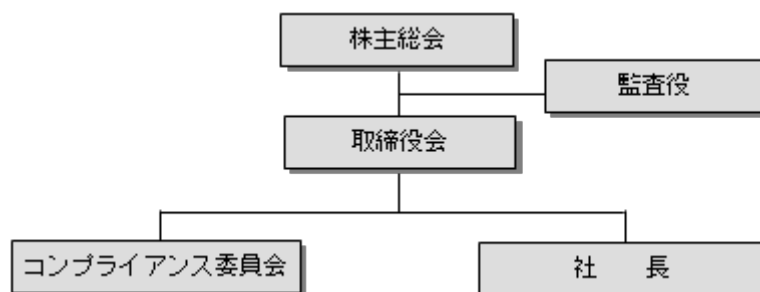 株主総会
監査役
取締役会
コンプライアンス委員会
社　　長